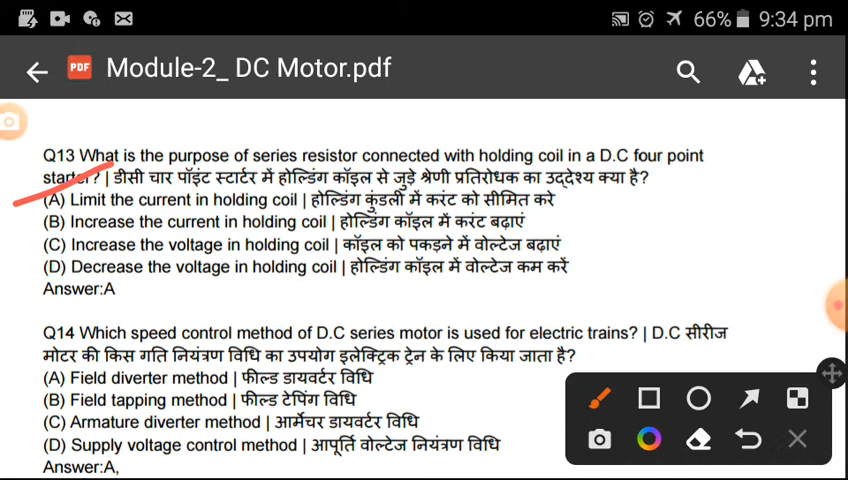 66% 9:34 pm
PDF Module-2_ DC Motor.pdf
Q13 What is the purpose of series resistor connected with holding coil in a D.C four point
starter? | डीसी चार पॉइंट स्टार्टर में होल्डिंग कॉइल से जुड़े श्रेणी प्रतिरोधक का उद्देश्य क्या है?
(A) Limit the current in holding coil | होल्डिंग कुंडली में करंट को सीमित करे
(B) Increase the current in holding coil | होल्डिंग कॉइल में करंट बढ़ाएं
(C) Increase the voltage in holding coil | कॉइल को पकड़ने में वोल्टेज बढ़ाएं
(D) Decrease the voltage in holding coil | होल्डिंग कॉइल में वोल्टेज कम करें
Answer:A
Q14 Which speed control method of D.C series motor is used for electric trains? | D.C सीरीज
मोटर की किस गति नियंत्रण विधि का उपयोग इलेक्ट्रिक ट्रेन के लिए किया जाता है?
(A) Field diverter method | फील्ड डायवर्टर विधि
(B) Field tapping method | फील्ड टेपिंग विधि
(C) Armature diverter method | आर्मेचर डायवर्टर विधि
(D) Supply voltage control method | आपूर्ति वोल्टेज नियंत्रण विधि
Answer:A,